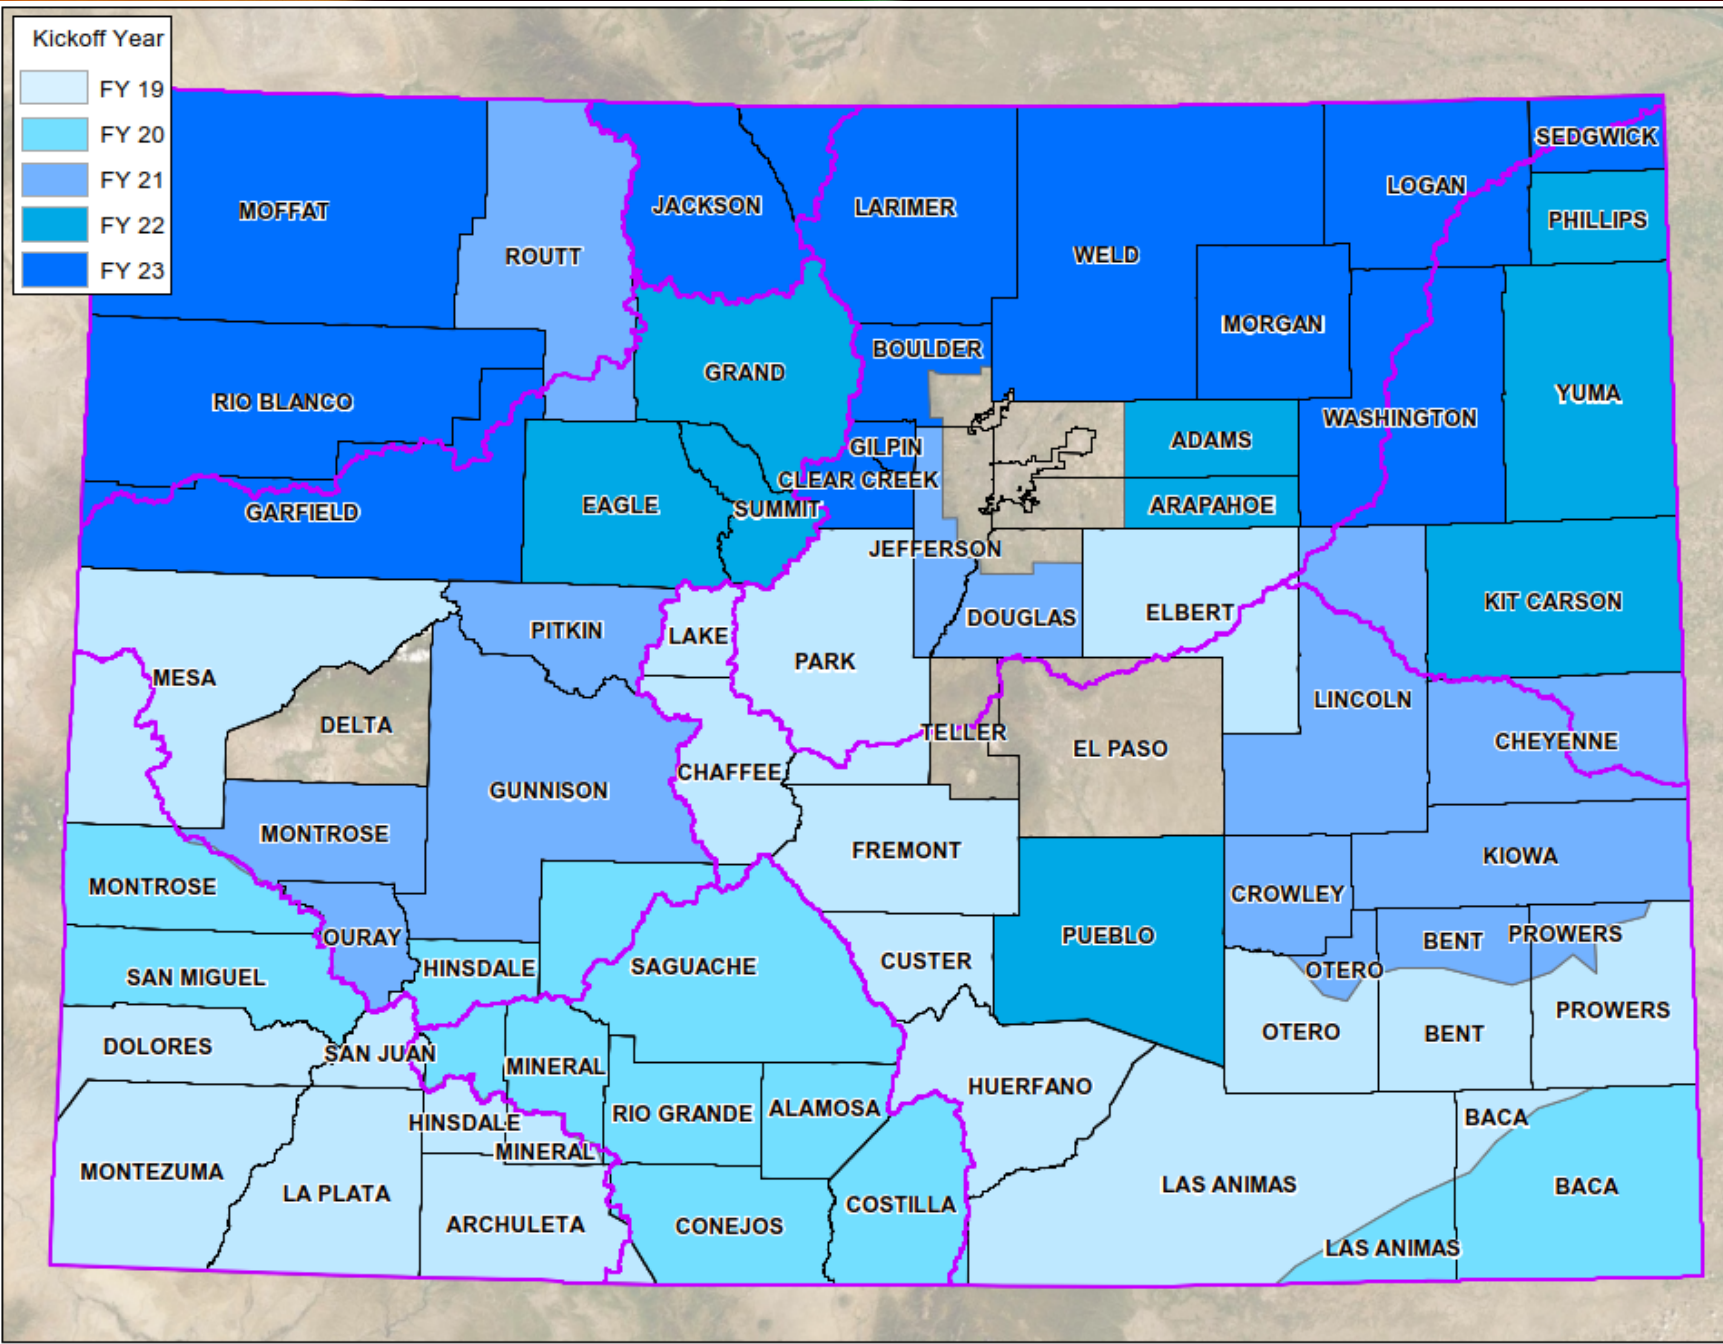 Kickoff Year
FY 19
FY 20
FY 21
FY 22
FY 23
SEDGWICK
LOGAN
MOFFAT
JACKSON
LARIMER
PHILLIPS
ROUTT
WELD
MORGAN
BOULDER
GRAND
YUMA
RIO BLANCO
WASHINGTON
ADAMS
GILPIN
CLEAR CREEK
EAGLE
ARAPAHOE
SUMMIT
GARFIELD
JEFFERSON
KIT CARSON
ELBERT
DOUGLAS
PITKIN
LAKE
PARK
MESA
LINCOLN
DELTA
TELLER
CHEYENNE
EL PASO
CHAFFEE
GUNNISON
MONTROSE
FREMONT
KIOWA
MONTROSE
CROWLEY
OURAY
PUEBLO
PROWERS
BENT
CUSTER
HINSDALE
SAGUACHE
OTERO
SAN MIGUEL
PROWERS
OTERO
BENT
DOLORES
SAN JUAN
MINERAL
HUERFANO
ALAMOSA
RIO GRANDE
BACA
HINSDALE
MINERAL
MONTEZUMA
LAS ANIMAS
BACA
LA PLATA
COSTILLA
ARCHULETA
CONEJOS
LAS ANIMAS